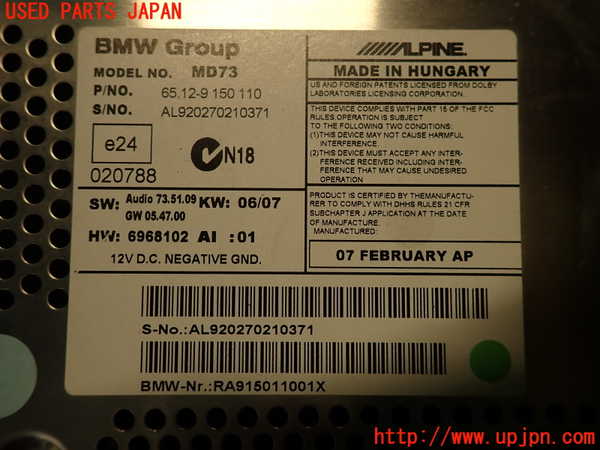 USED PARTS JAPAN
BMW Group
MODEL NO. MD73
P/NO. 65.12-9 150 110
S/NO. AL920270210371
e24
020788
N18
SW: Audio 73.51.09 KW: 06/07
GW 05.47.00
HW: 6968102 AI :01
12V D.C. NEGATIVE GND.
ALPINE
MADE IN HUNGARY
US AND FOREIGN PATENTS LICENSED FROM DOLBY
LABORATORIES LICENSING CORPORATION.
THIS DEVICE COMPLIES WITH PART 15 OF THE FCC
RULES.OPERATION IS SUBJECT
TO THE FOLLOWING TWO CONDITIONS:
(1)THIS DEVICE MAY NOT CAUSE HARMFUL
INTERFERENCE
(2)THIS DEVICE MUST ACCEPT ANY INTER-
FERENCE RECEIVED INCLUDING INTER-
FERENCE THAT MAY CAUSE UNDESIRED
OPERATION
PRODUCT IS CERTIFIED BY THEMANUFACTU-
RER TO COMPLY WITH DHHS RULES 21 CFR
SUBCHAPTER J APPLICATION AT THE DATE
OF MANUFACTURE.
MANUFACTURED:
07 FEBRUARY AP
S-No.:AL920270210371
BMW-Nr.:RA915011001X
http://www.upjpn.com/